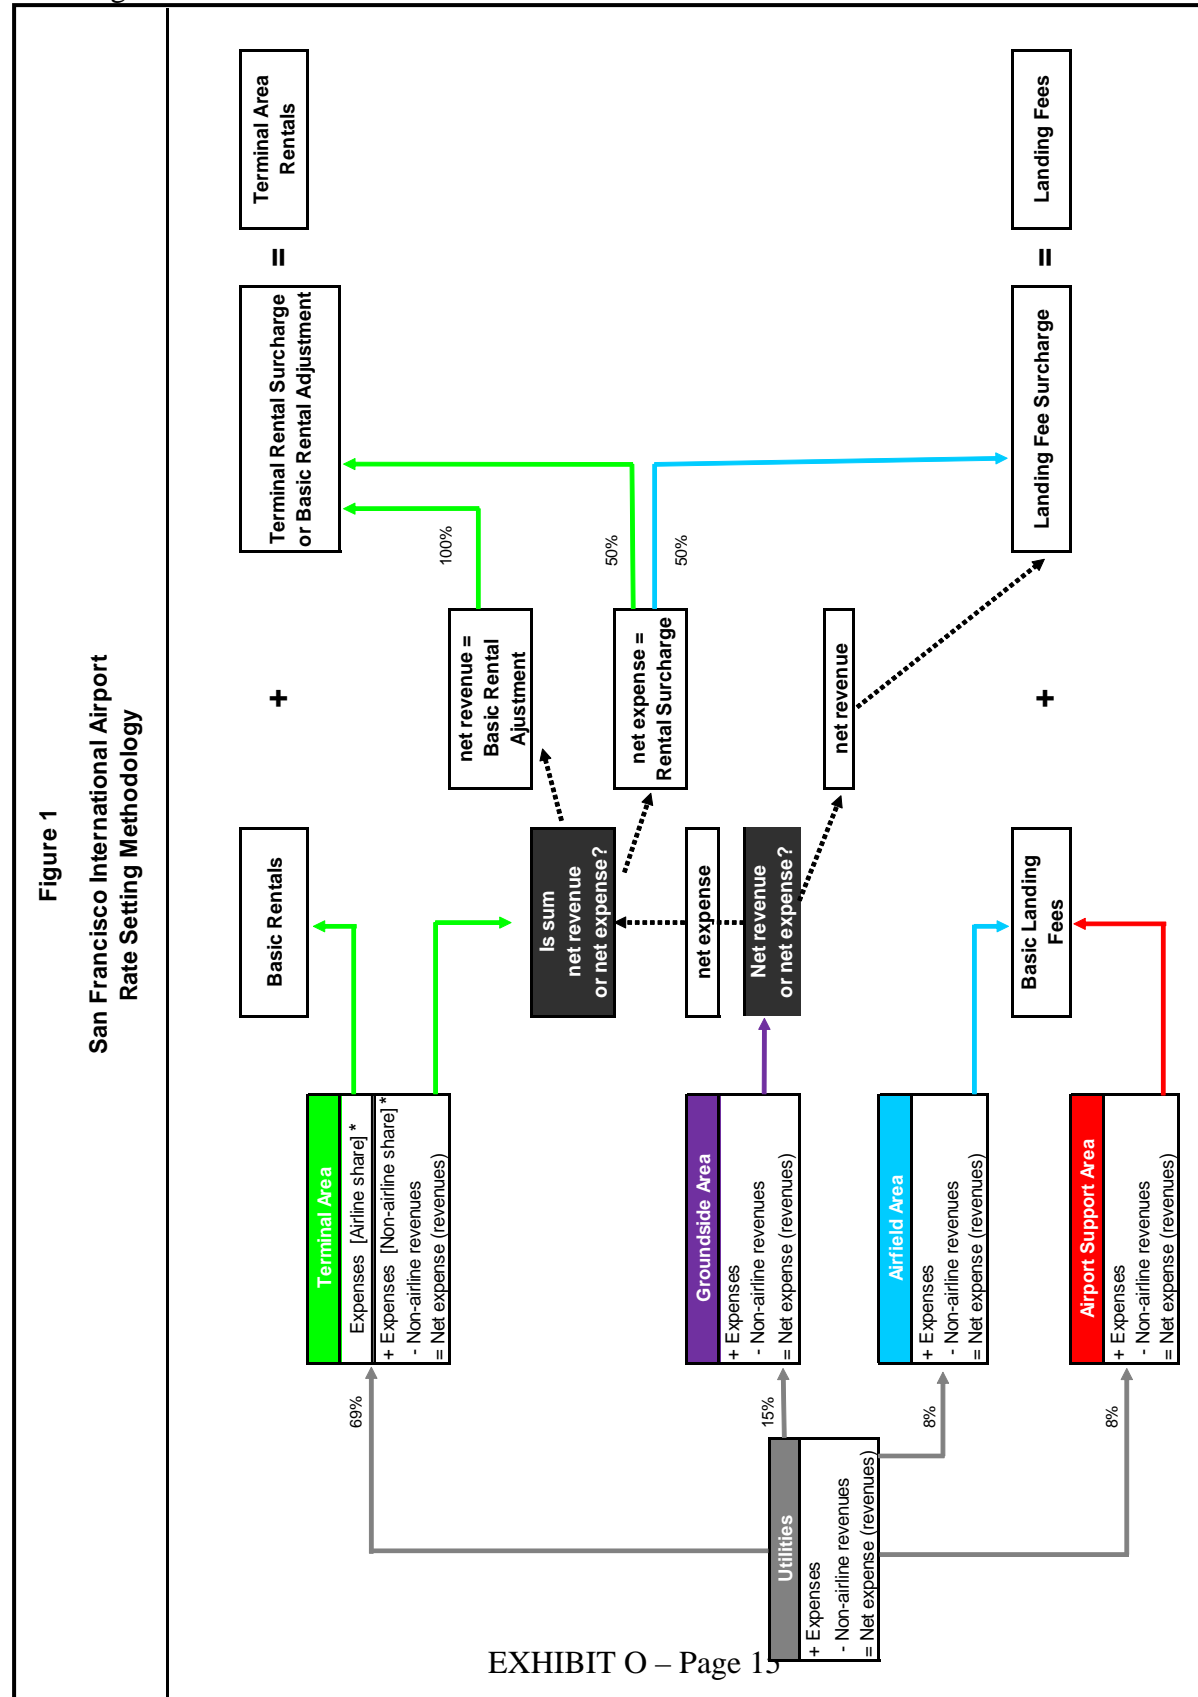 Figure 1
San Francisco International Airport
Rate Setting Methodology
Utilities
+ Expenses
- Non-airline revenues
= Net expense (revenues)
69%
15%
8%
8%
Terminal Area
Expenses [Airline share] *
+ Expenses [Non-airline share] *
- Non-airline revenues
= Net expense (revenues)
Groundside Area
+ Expenses
- Non-airline revenues
= Net expense (revenues)
Airfield Area
+ Expenses
- Non-airline revenues
= Net expense (revenues)
Airport Support Area
+ Expenses
- Non-airline revenues
= Net expense (revenues)
Basic Rentals
Is sum
net revenue
or net expense?
net expense
Net revenue
or net expense?
Basic Landing
Fees
+
net revenue =
Basic Rental
Ajustment
net expense =
Rental Surcharge
net revenue
+
100%
50%
50%
Terminal Rental Surcharge
or Basic Rental Adjustment
Landing Fee Surcharge
=
=
Terminal Area
Rentals
Landing Fees
EXHIBIT O – Page 15